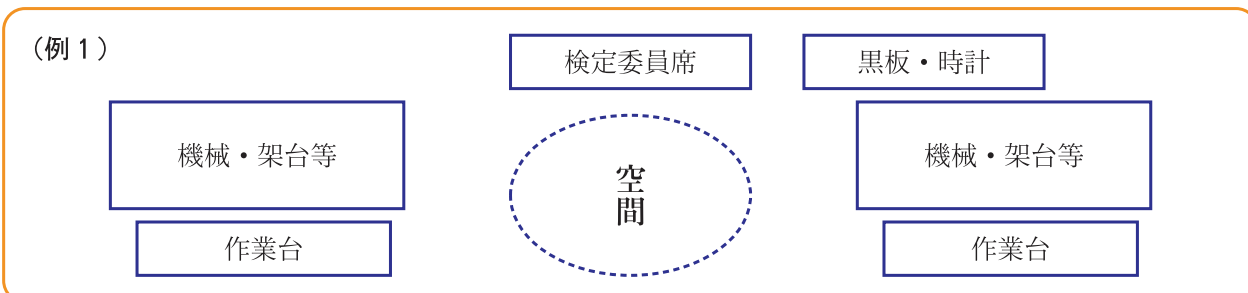 （例１）
検定委員席
黒板・時計
機械・架台等
空間
機械・架台等
作業台
作業台